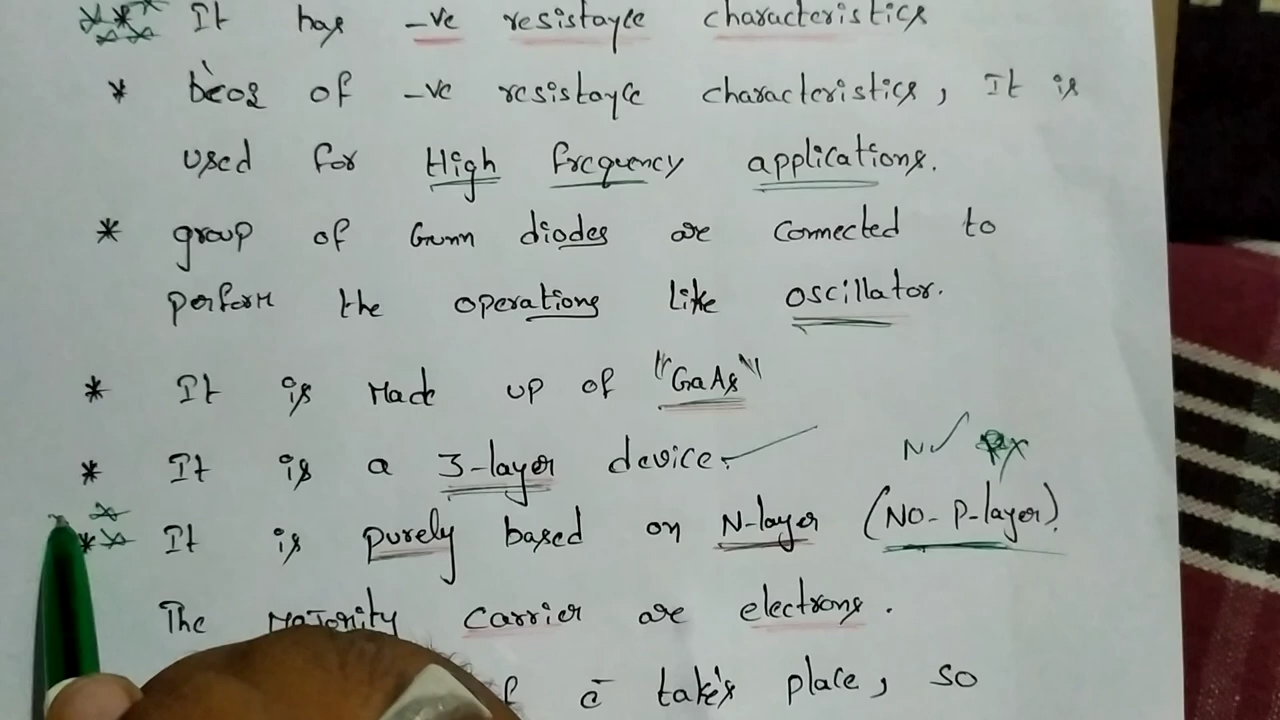 *** It has -ve resistance characteristics
* b'cos of -ve resistance characteristics, It is
used for High frequency applications.
* group of Gunn diodes are connected to
perform the operations like oscillator.
* It is made up of "GaAs"
* It is a 3-layer device. N✓ Px
** It is purely based on N-layer (NO-P-layer).
The majority carrier are electrons.
f e̅ takes place, so